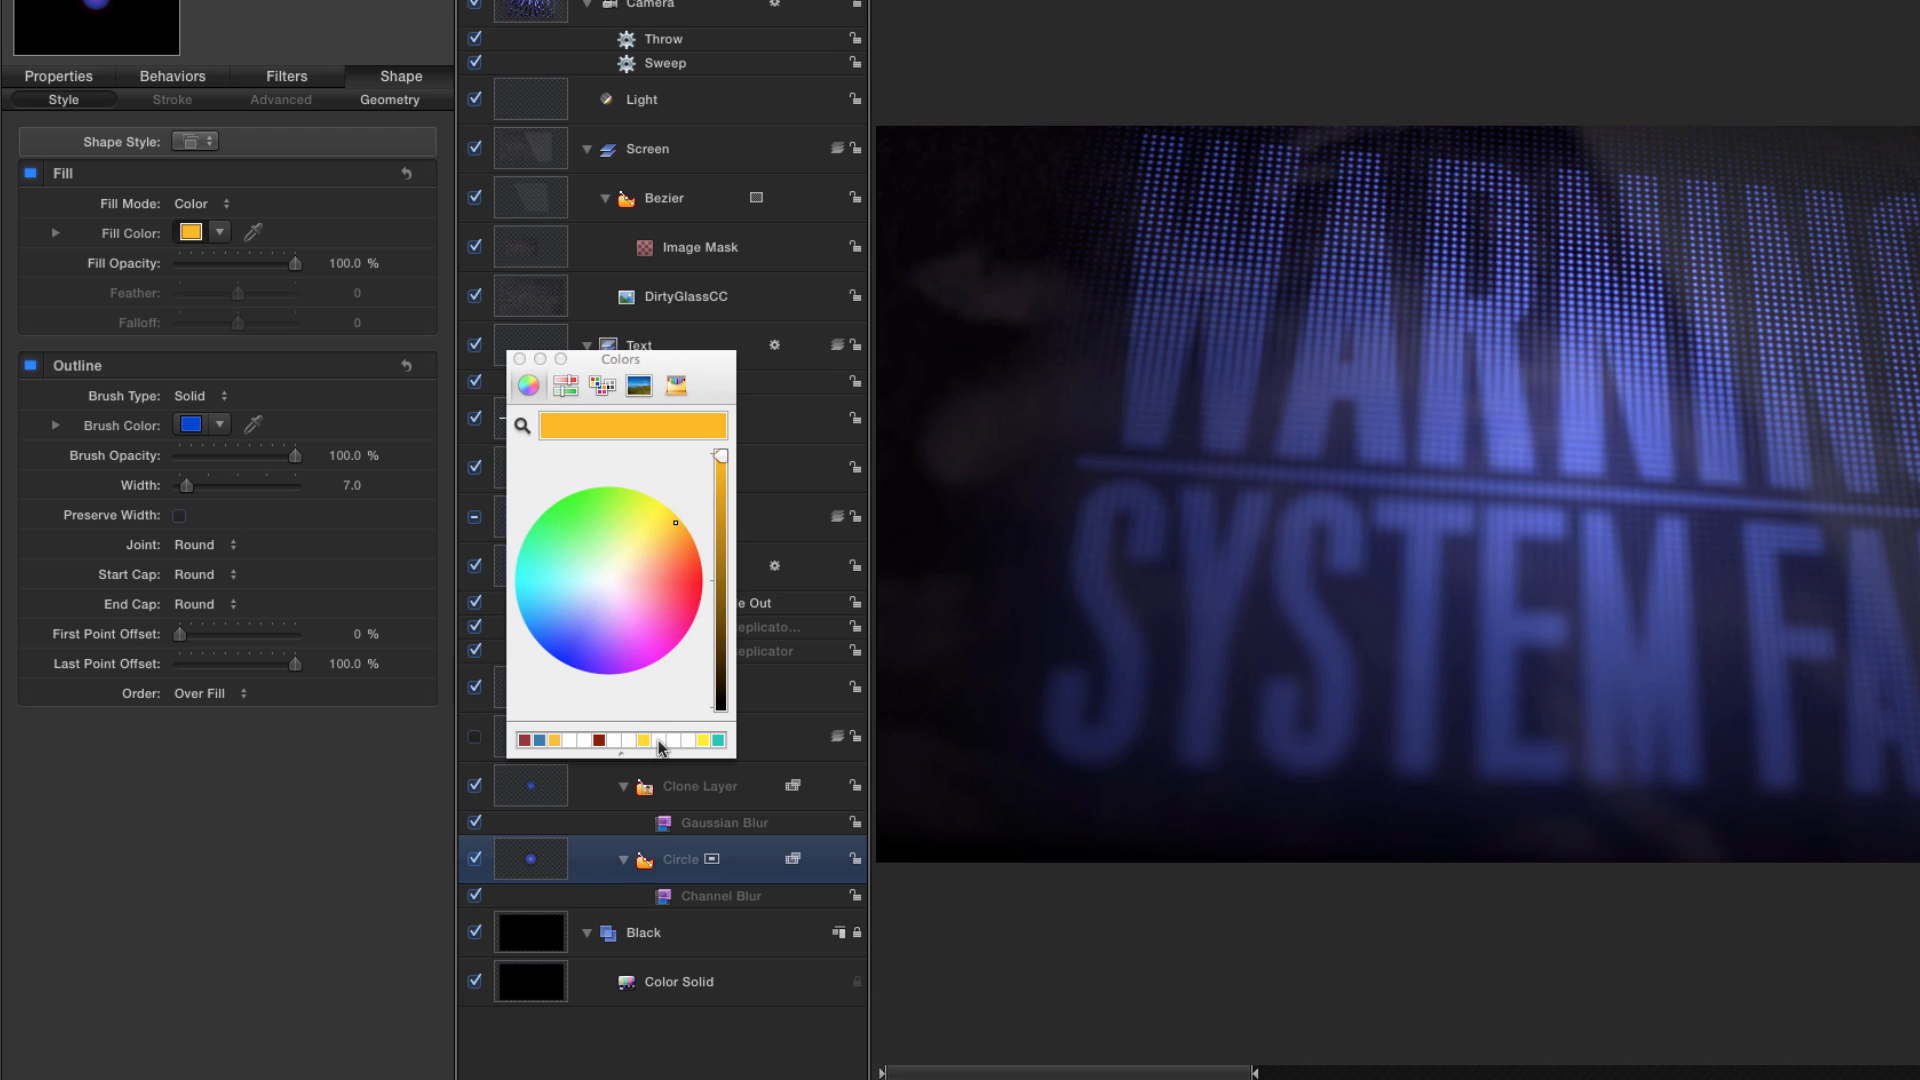 Properties
Behaviors
Filters
Shape
Style
Stroke
Advanced
Geometry
Shape Style:
Fill
Fill Mode: Color
Fill Color:
Fill Opacity: 100.0 %
Feather: 0
Falloff: 0
Outline
Brush Type: Solid
Brush Color:
Brush Opacity: 100.0 %
Width: 7.0
Preserve Width:
Joint: Round
Start Cap: Round
End Cap: Round
First Point Offset: 0 %
Last Point Offset: 100.0 %
Order: Over Fill
Camera
Throw
Sweep
Light
Screen
Bezier
Image Mask
DirtyGlassCC
Text
Colors
e Out
eplicato...
eplicator
Clone Layer
Gaussian Blur
Circle
Channel Blur
Black
Color Solid
WARNIN
SYSTEM FA